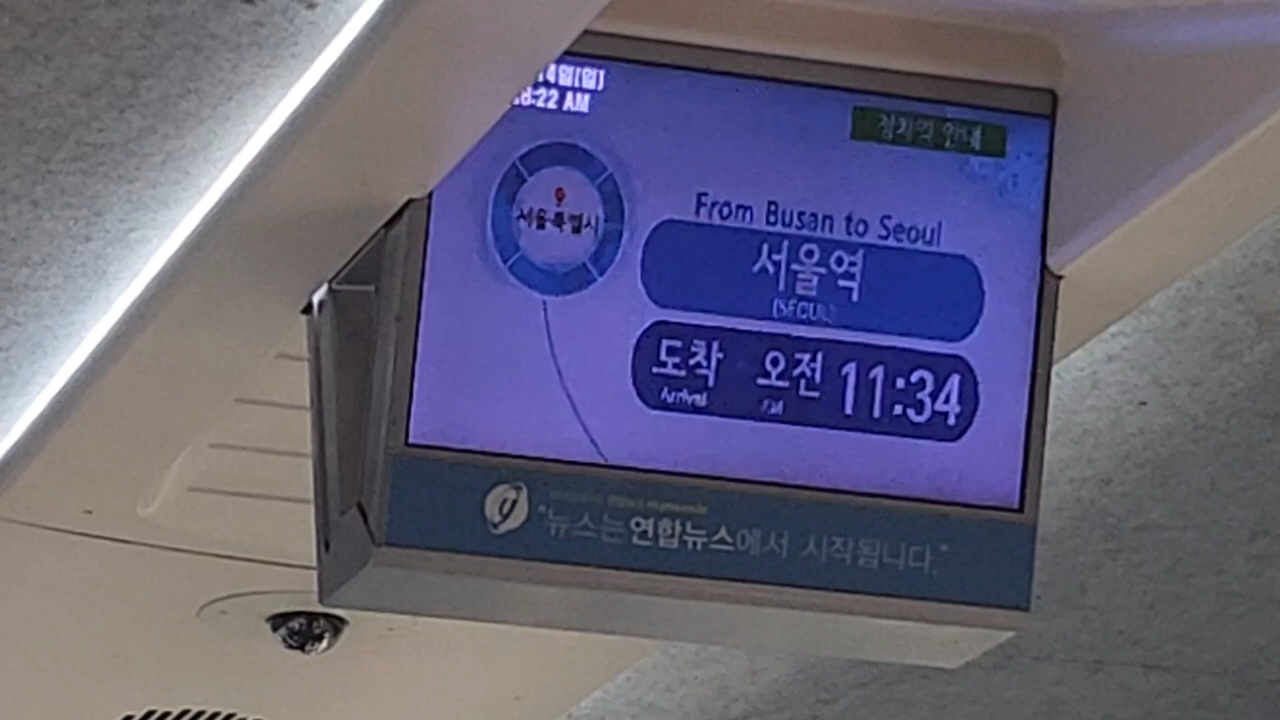 14일(일)
8:22 AM
정차역 안내
서울특별시
From Busan to Seoul
서울역
(SEOUL)
도착 오전 11:34
Arrival AM
"뉴스는 연합뉴스에서 시작됩니다."